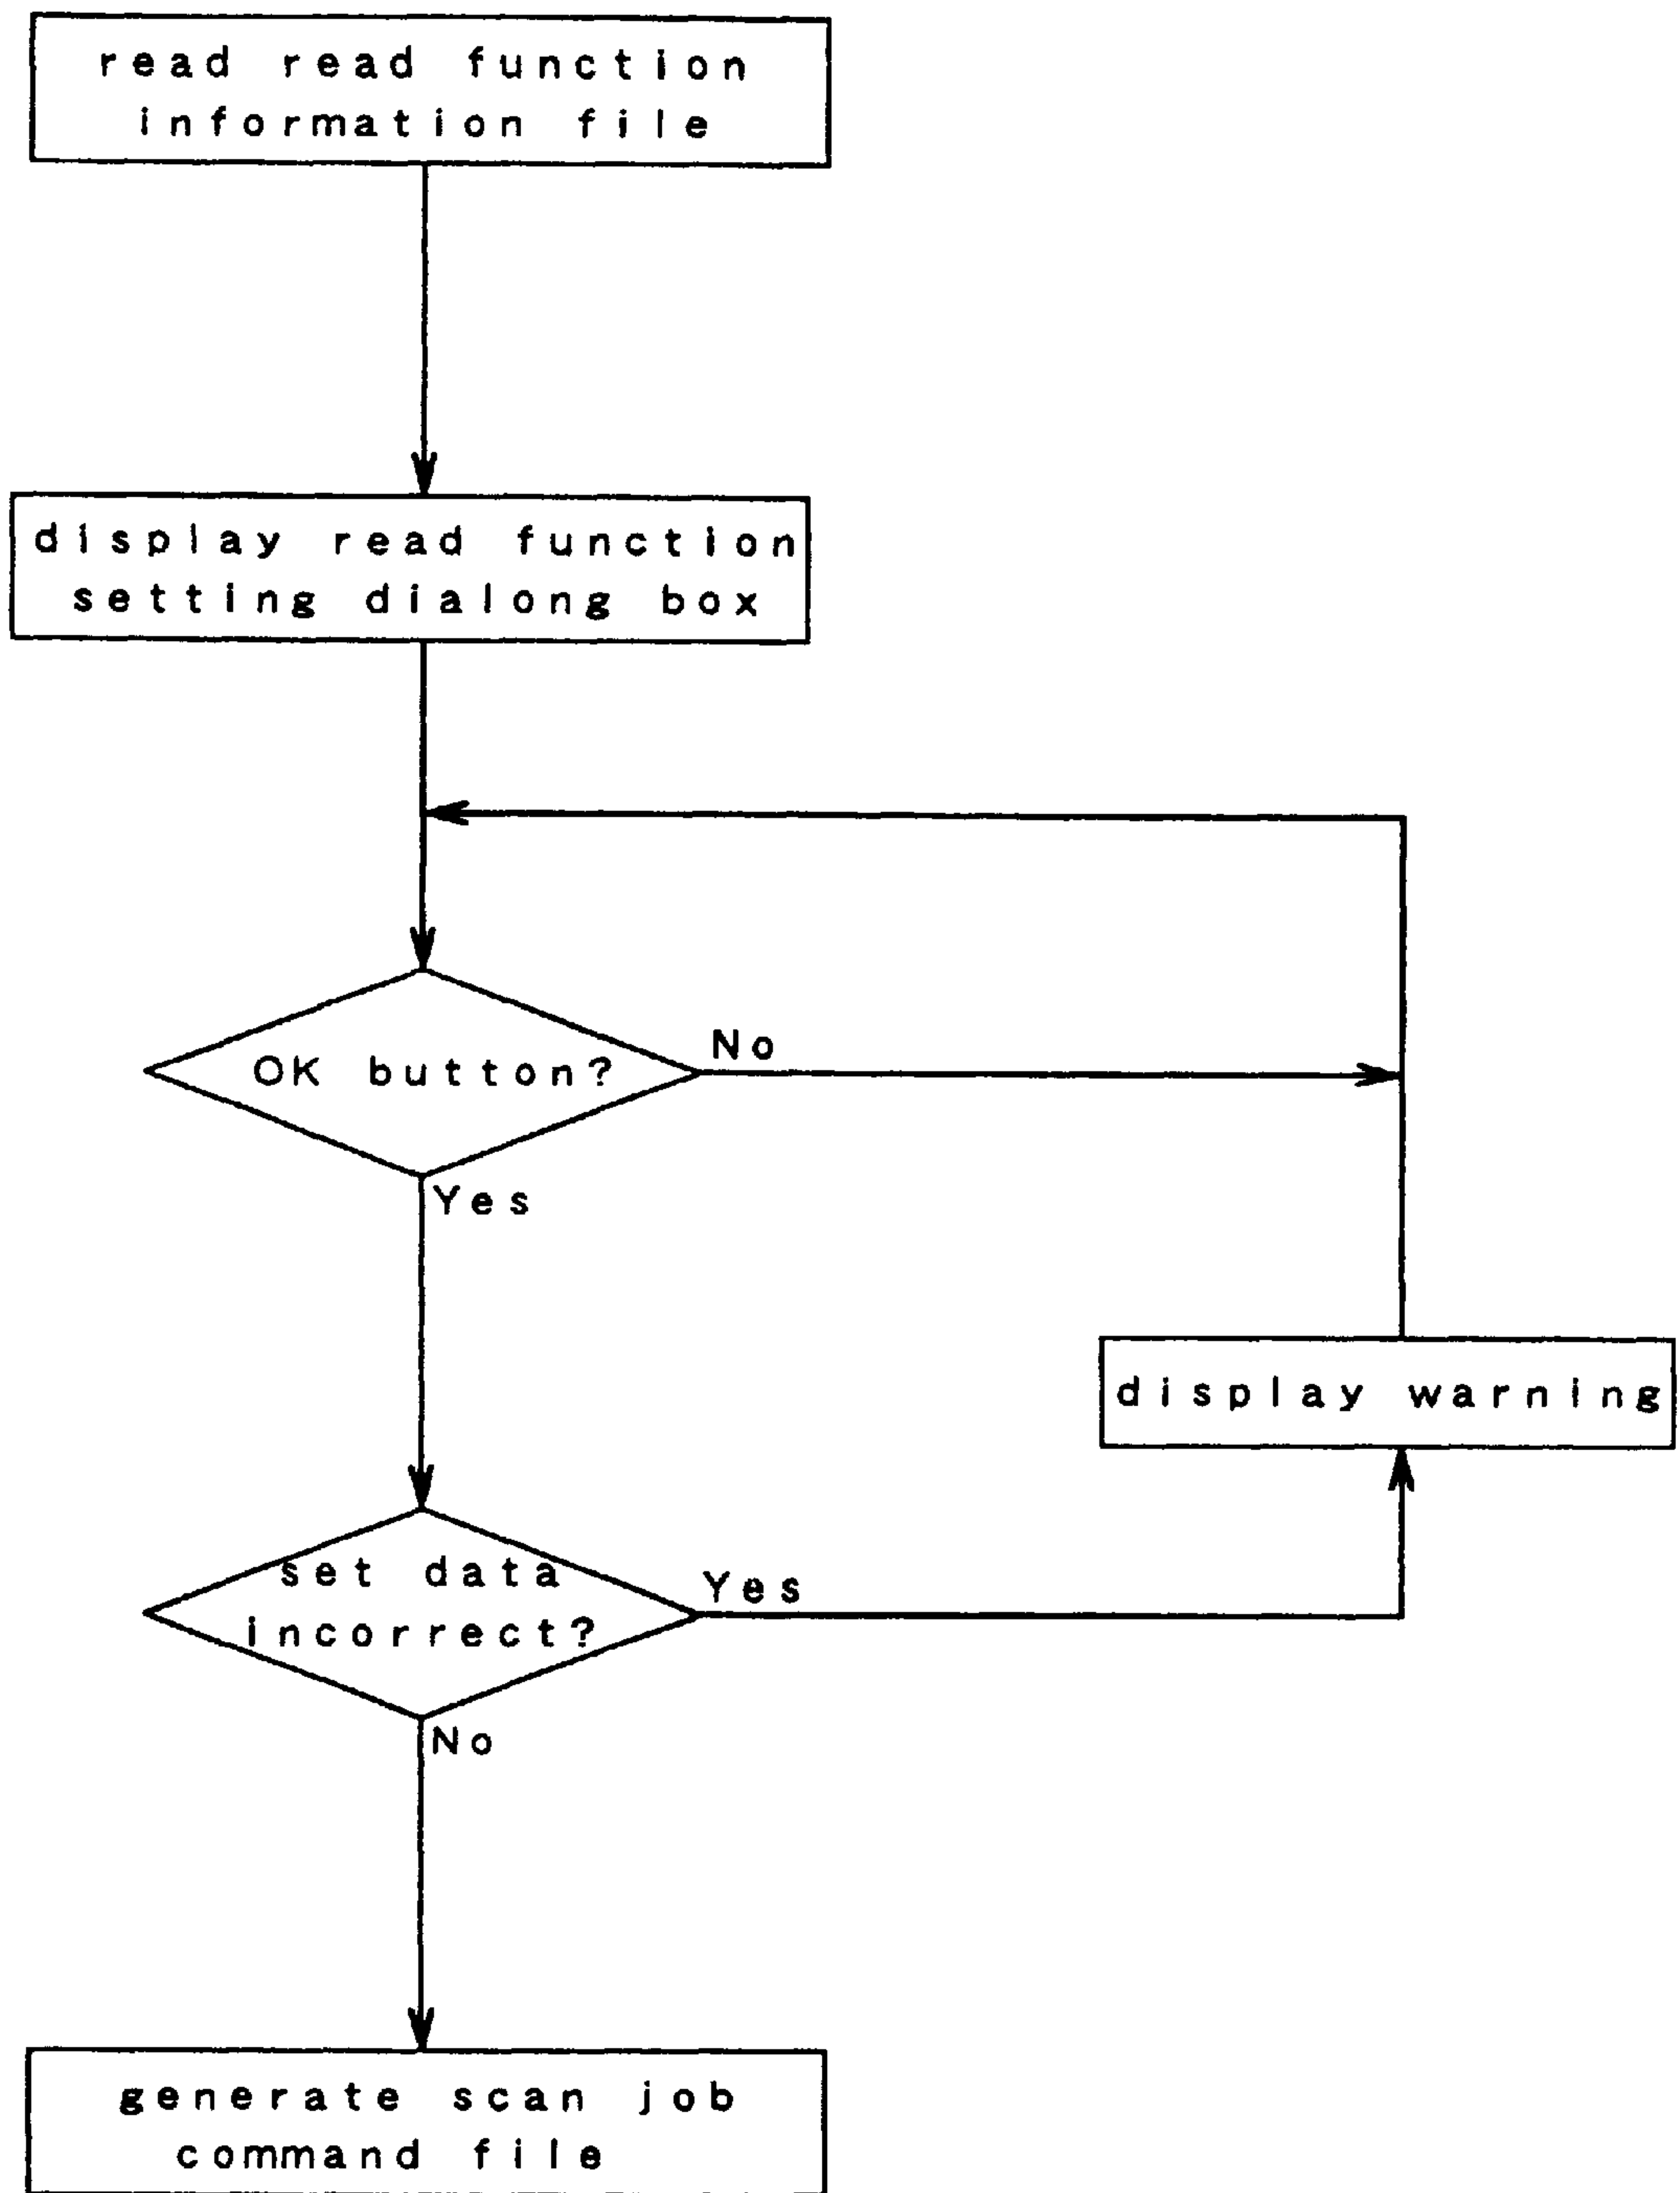 read read function
information file
display read function
setting dialong box
OK button?
No
Yes
display warning
set data
incorrect?
Yes
No
generate scan job
command file